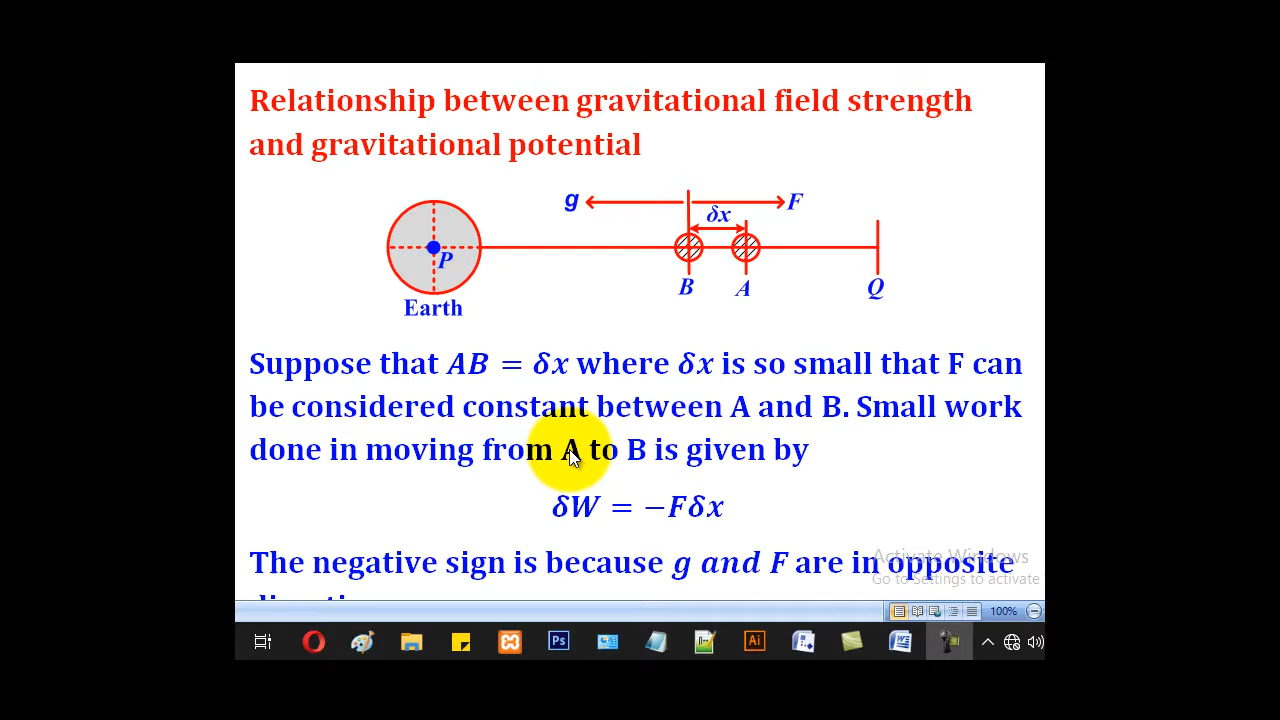 Relationship between gravitational field strength
and gravitational potential
g
F
δx
P
B
A
Q
Earth
Suppose that AB = δx where δx is so small that F can
be considered constant between A and B. Small work
done in moving from A to B is given by
δW = −Fδx
The negative sign is because g and F are in opposite
Activate Windows
Go to Settings to activate
100%
Ps
Ai